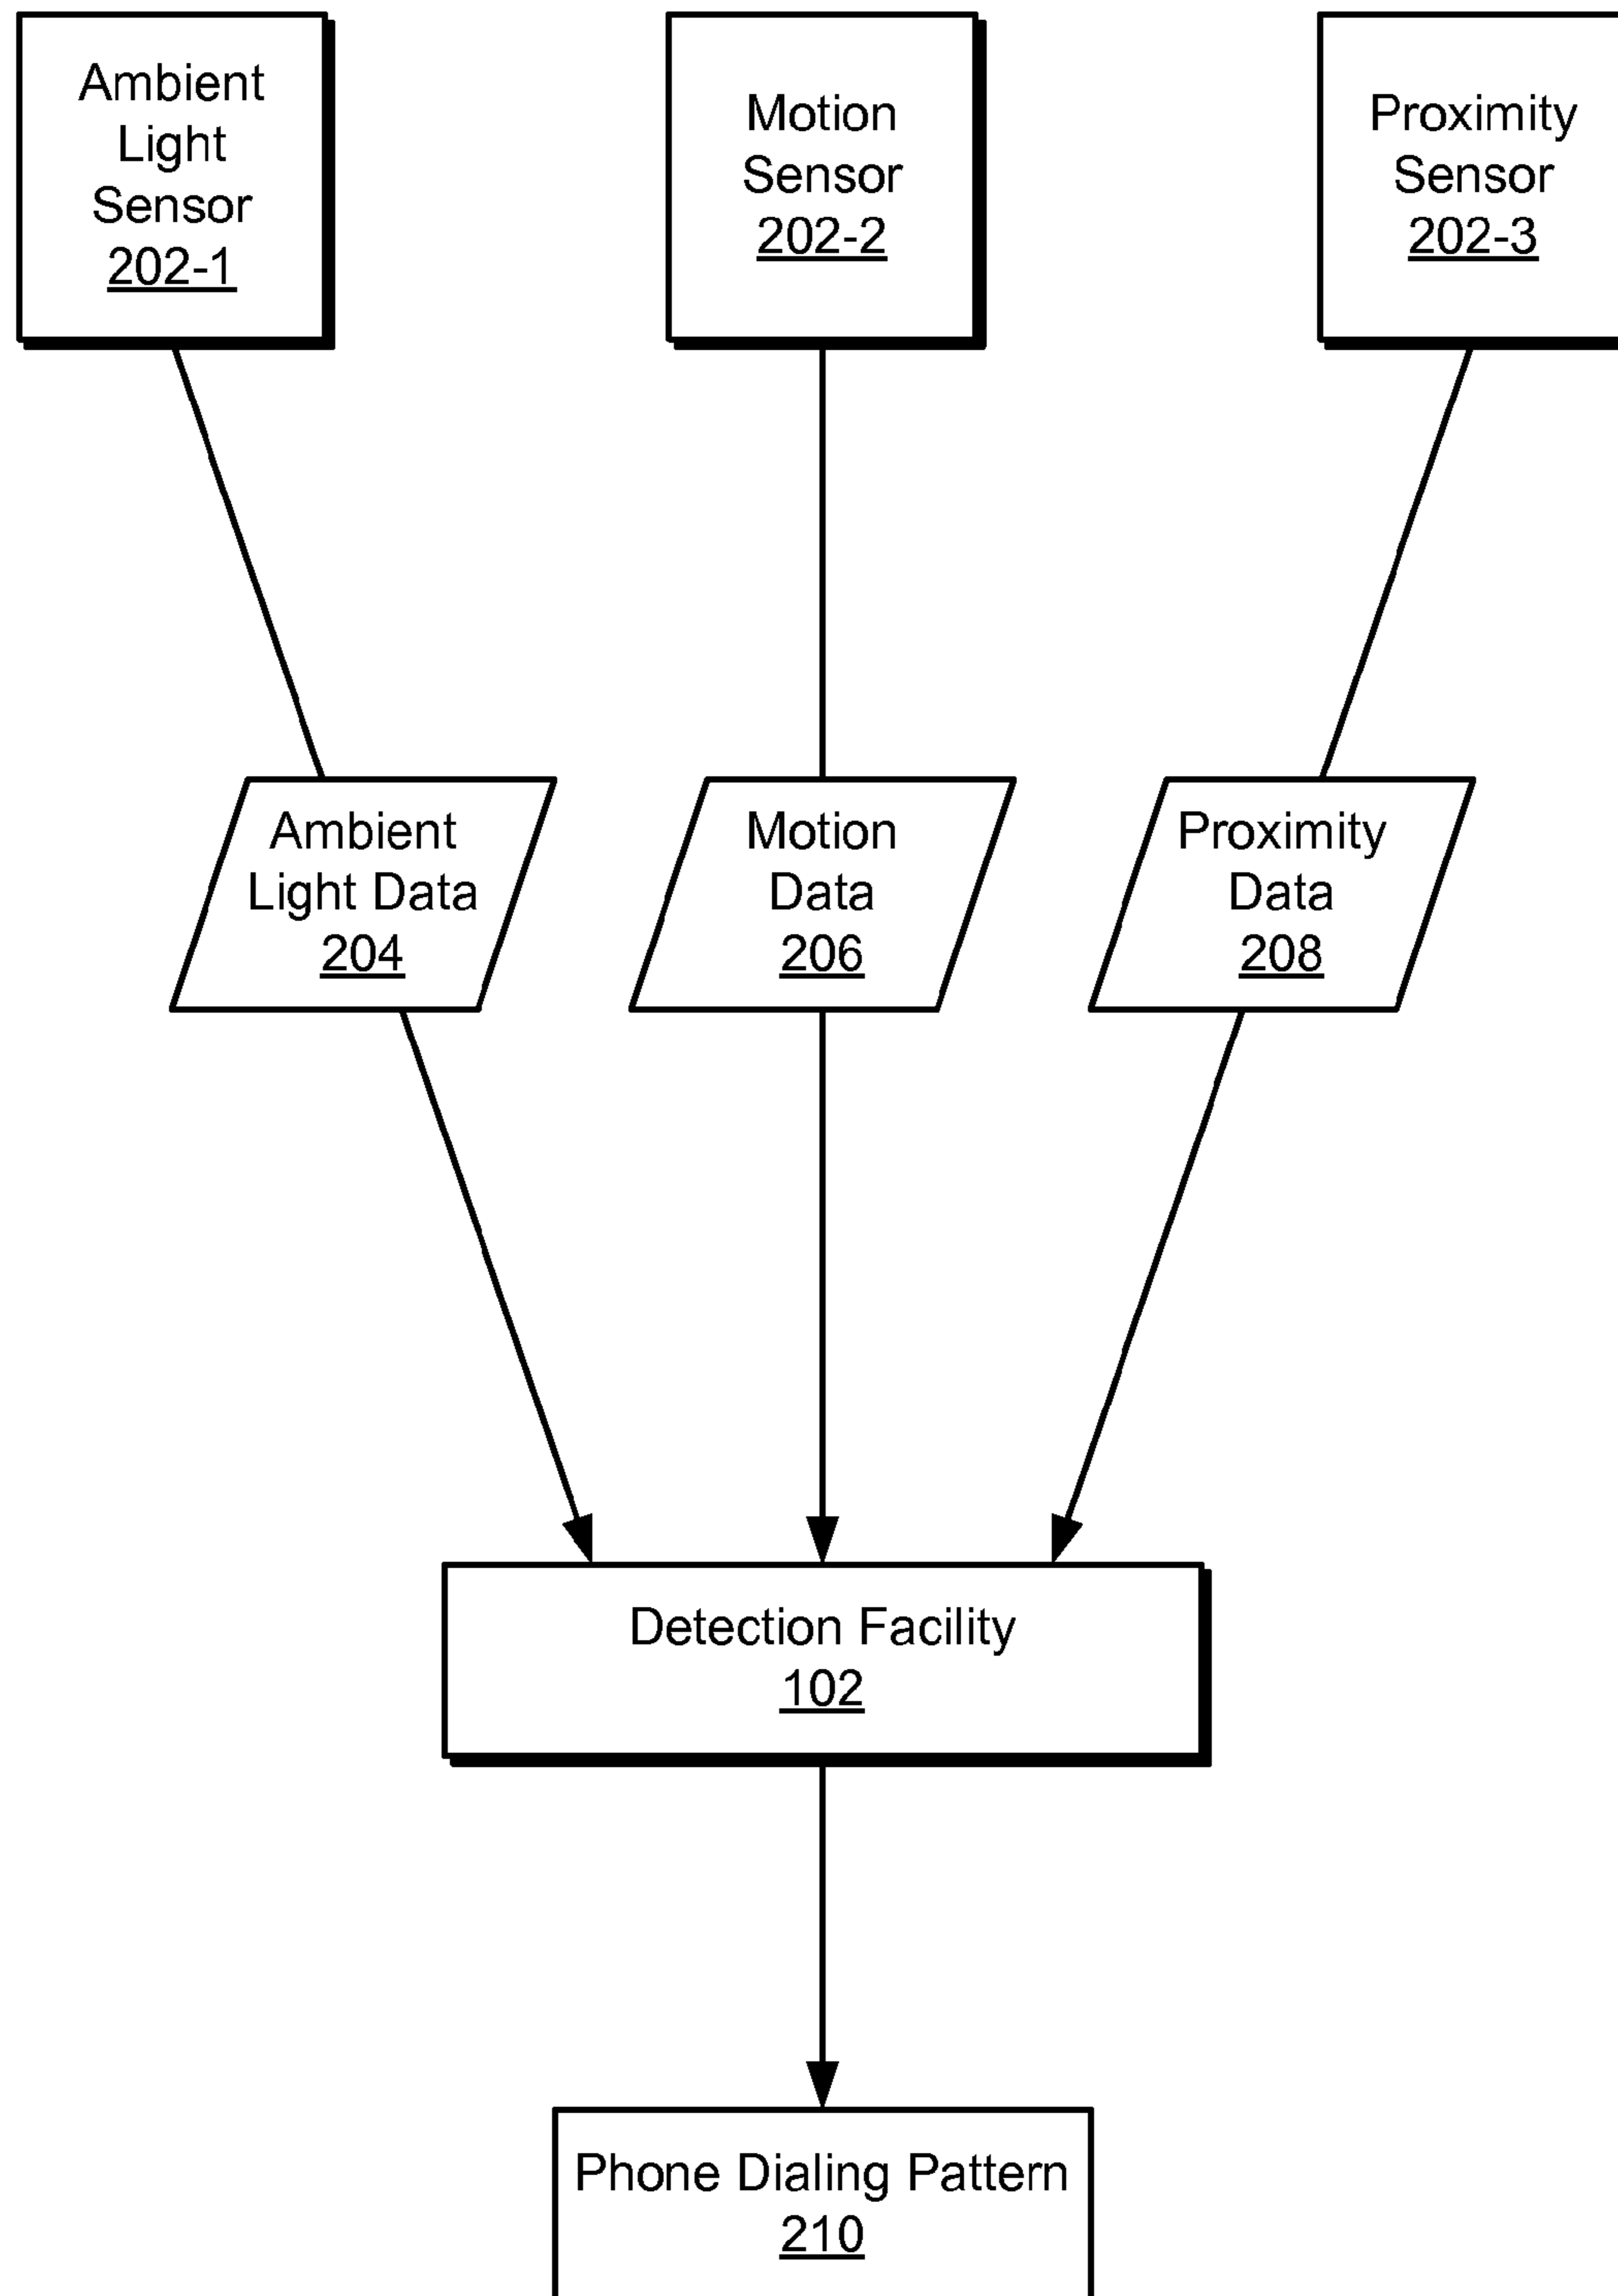 Ambient
Light
Sensor
202-1
Motion
Sensor
202-2
Proximity
Sensor
202-3
Ambient
Light Data
204
Motion
Data
206
Proximity
Data
208
Detection Facility
102
Phone Dialing Pattern
210